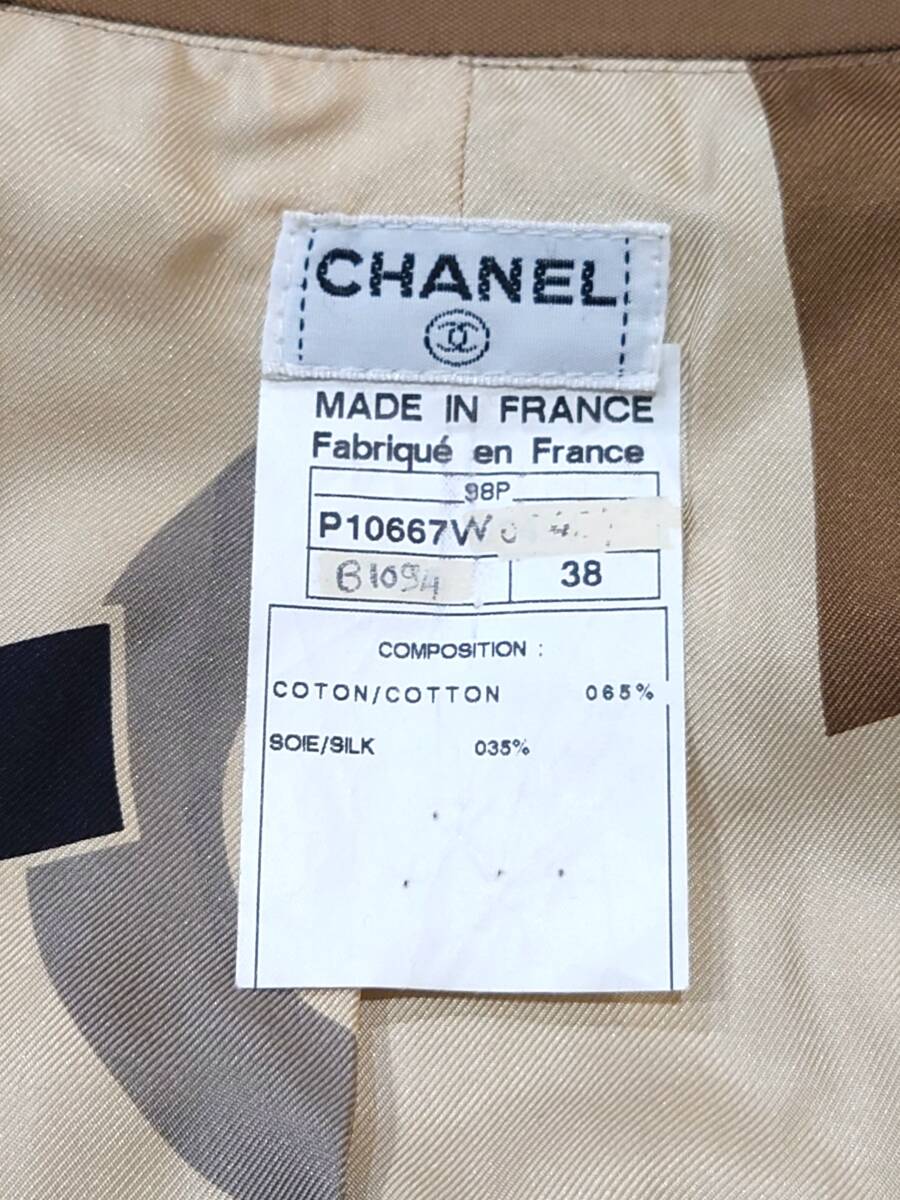 CHANEL
MADE IN FRANCE
Fabriqué en France
98P
P10667W
B1094 38
COMPOSITION :
COTON/COTTON 065%
SOIE/SILK 035%